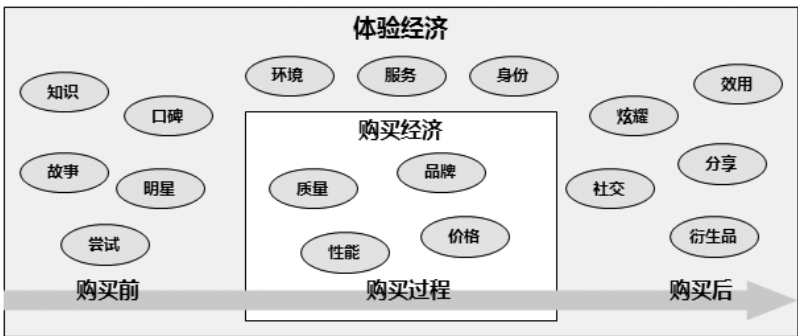 体验经济
环境
服务
身份
知识
口碑
故事
明星
尝试
购买经济
质量
品牌
性能
价格
效用
炫耀
分享
社交
衍生品
购买前
购买过程
购买后